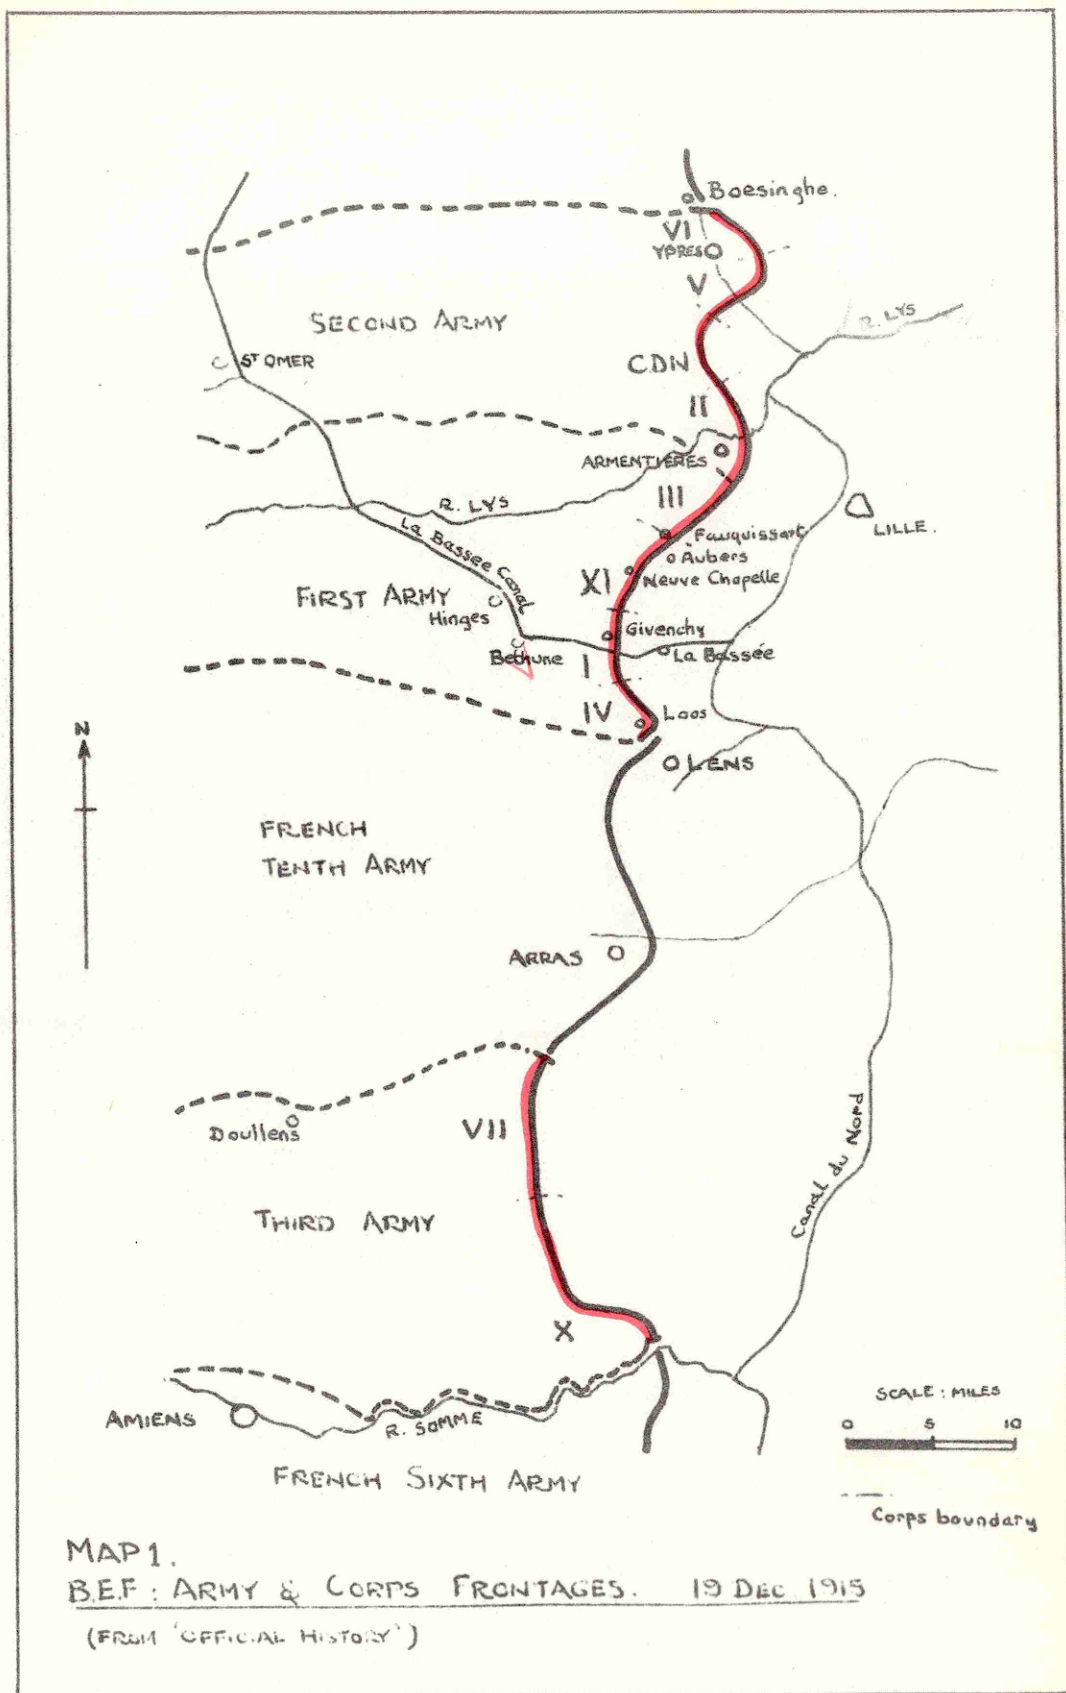 Boesinghe.
VI
YPRES
V
SECOND ARMY
R. LYS
ST OMER
CDN
II
ARMENTIERES
III
R. LYS
LILLE.
La Bassee Canal
Fauquissart
Aubers
XI
Neuve Chapelle
FIRST ARMY
Hinges
Givenchy
Bethune
I
La Bassée
IV
Loos
N
LENS
FRENCH
TENTH ARMY
ARRAS
Doullens
VII
Canal du Nord
THIRD ARMY
X
SCALE : MILES
0 5 10
AMIENS
R. SOMME
FRENCH SIXTH ARMY
Corps boundary
MAP 1.
B.E.F : ARMY & CORPS FRONTAGES. 19 DEC 1915
(FROM 'OFFICIAL HISTORY')